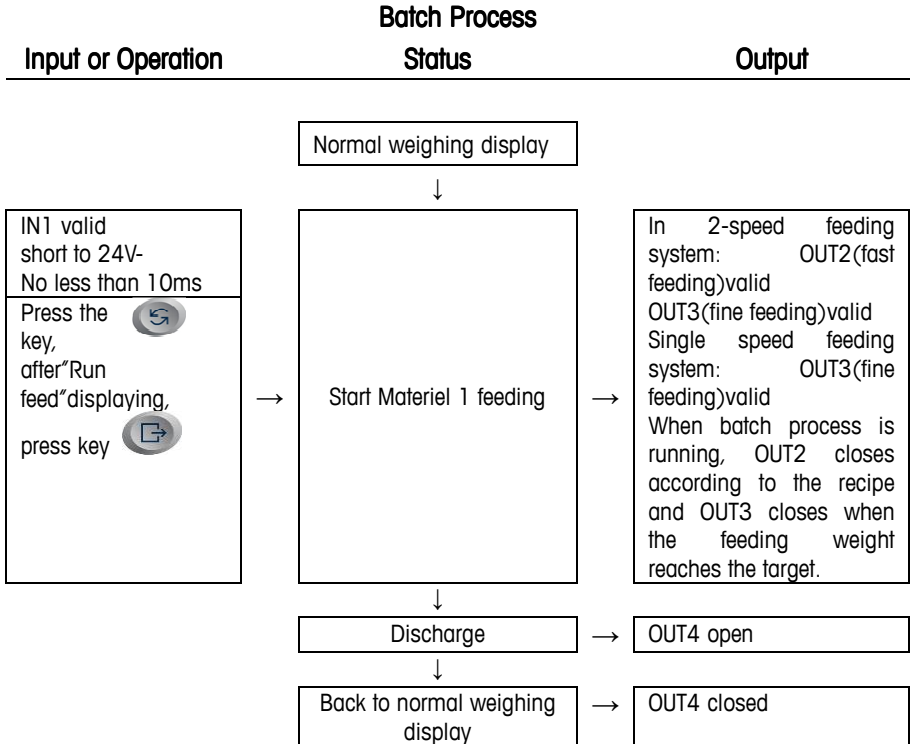 Batch Process
Input or Operation
Status
Output
Normal weighing display
↓
IN1 valid
short to 24V-
No less than 10ms
Press the
key,
after"Run
feed"displaying,
press key
→
Start Materiel 1 feeding
→
In 2-speed feeding
system: OUT2(fast
feeding)valid
OUT3(fine feeding)valid
Single speed feeding
system: OUT3(fine
feeding)valid
When batch process is
running, OUT2 closes
according to the recipe
and OUT3 closes when
the feeding weight
reaches the target.
↓
Discharge
→
OUT4 open
↓
Back to normal weighing
display
→
OUT4 closed